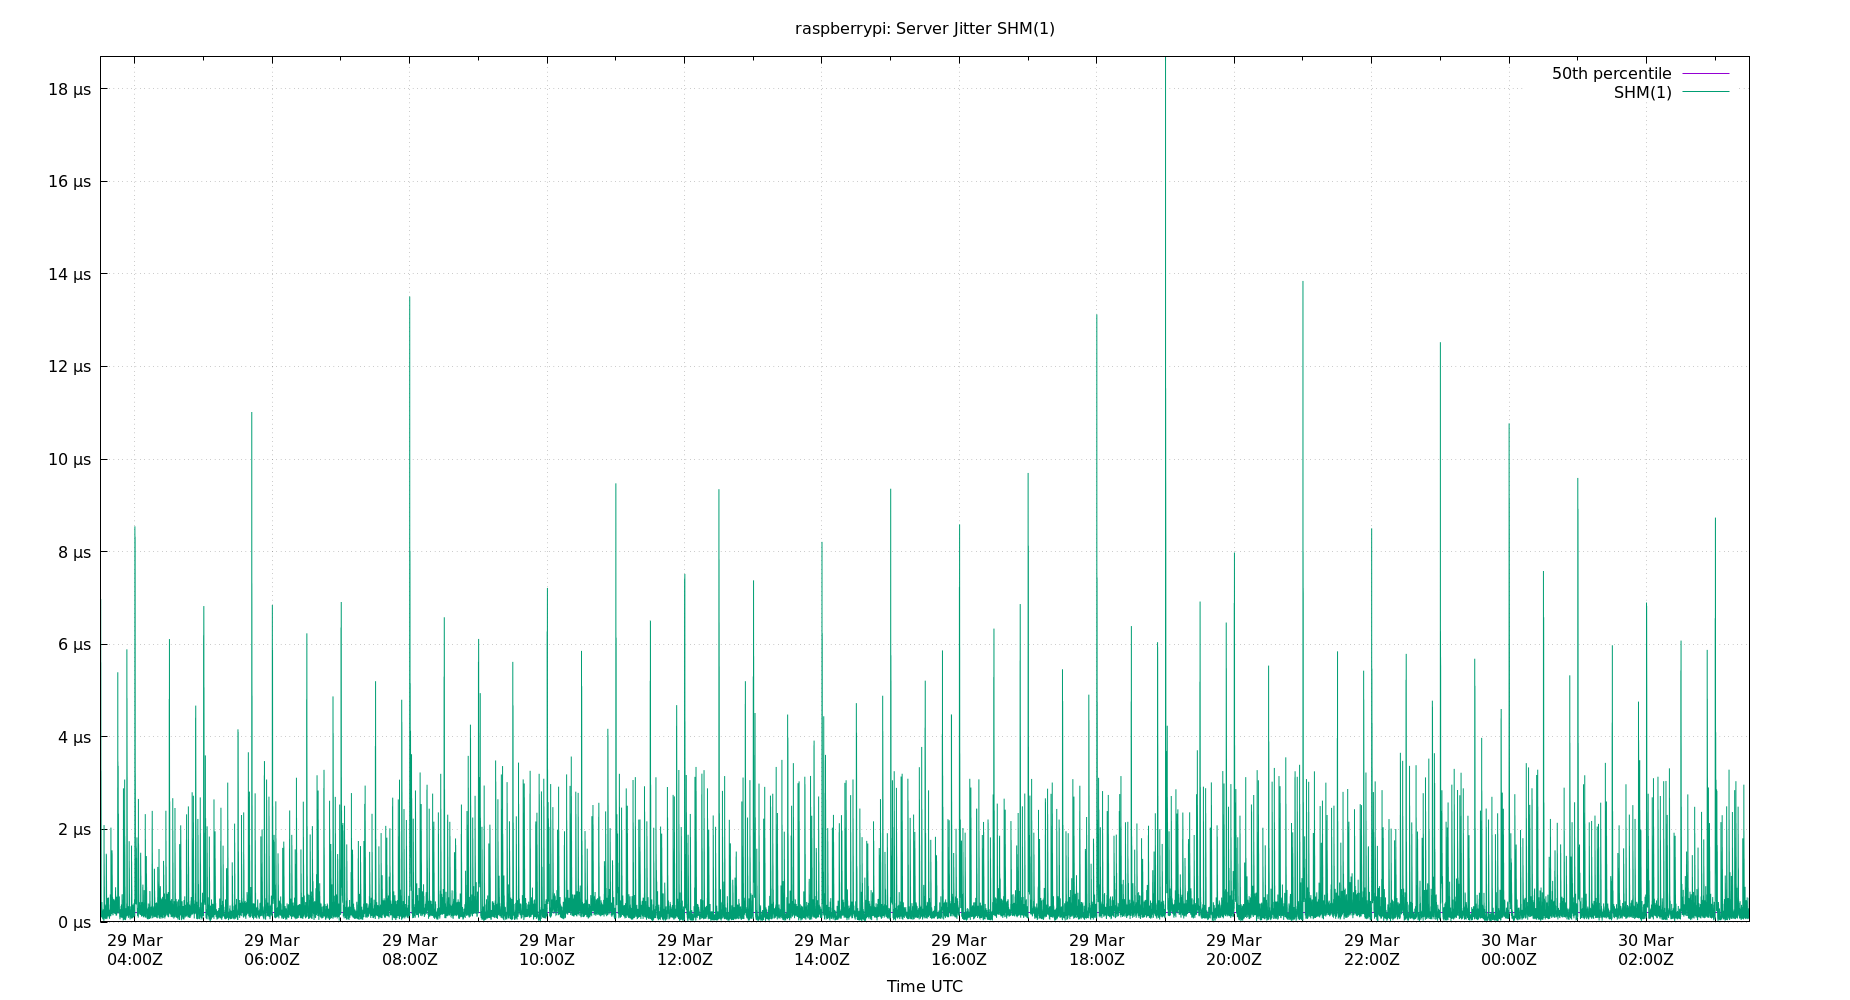 raspberrypi: Server Jitter SHM(1)
50th percentile
SHM(1)
18 µs
16 µs
14 µs
12 µs
10 µs
8 µs
6 µs
4 µs
2 µs
0 µs
29 Mar 29 Mar 29 Mar 29 Mar 29 Mar 29 Mar 29 Mar 29 Mar 29 Mar 29 Mar 30 Mar 30 Mar
04:00Z 06:00Z 08:00Z 10:00Z 12:00Z 14:00Z 16:00Z 18:00Z 20:00Z 22:00Z 00:00Z 02:00Z
Time UTC